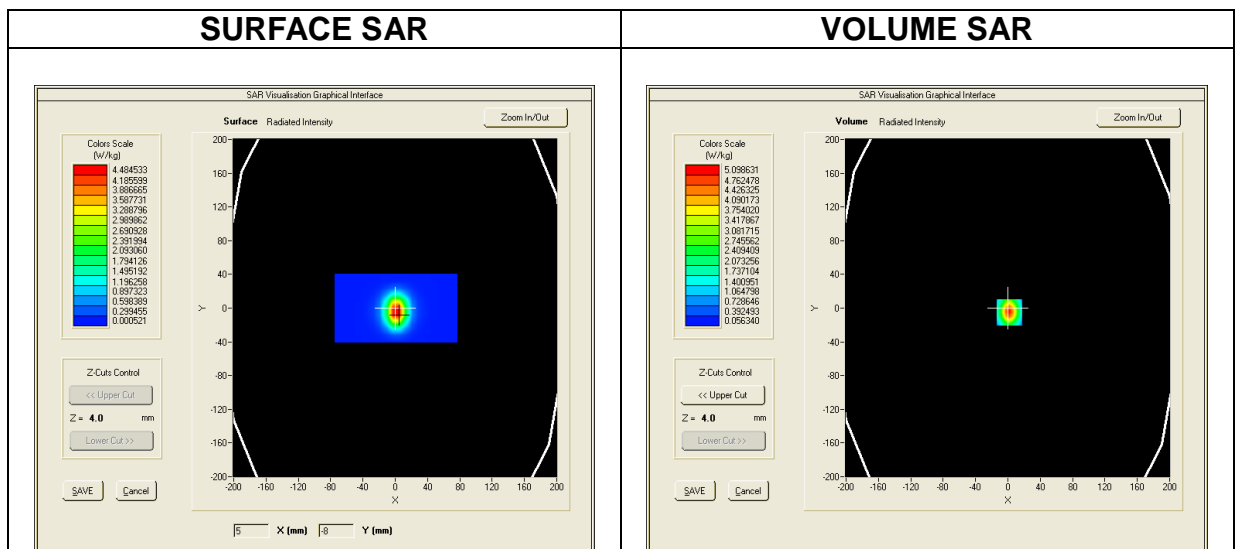 SURFACE SAR
VOLUME SAR
SAR Visualisation Graphical Interface
Surface Radiated Intensity
Zoom In/Out
Colors Scale
(W/kg)
4.484533
4.185599
3.886665
3.587731
3.288796
2.989862
2.690928
2.391994
2.093060
1.794126
1.495192
1.196258
0.897323
0.598389
0.299455
0.000521
Z-Cuts Control
<< Upper Cut
Z = 4.0 mm
Lower Cut >>
SAVE Cancel
200
160
120
80
40
0
-40
-80
-120
-160
-200
Y
-200 -160 -120 -80 -40 0 40 80 120 160 200
X
5 X (mm) -8 Y (mm)
SAR Visualisation Graphical Interface
Volume Radiated Intensity
Zoom In/Out
Colors Scale
(W/kg)
5.098631
4.762478
4.426325
4.090173
3.754020
3.417867
3.081715
2.745562
2.409409
2.073256
1.737104
1.400951
1.064798
0.728646
0.392493
0.056340
Z-Cuts Control
<< Upper Cut
Z = 4.0 mm
Lower Cut >>
SAVE Cancel
200
160
120
80
40
0
-40
-80
-120
-160
-200
Y
-200 -160 -120 -80 -40 0 40 80 120 160 200
X